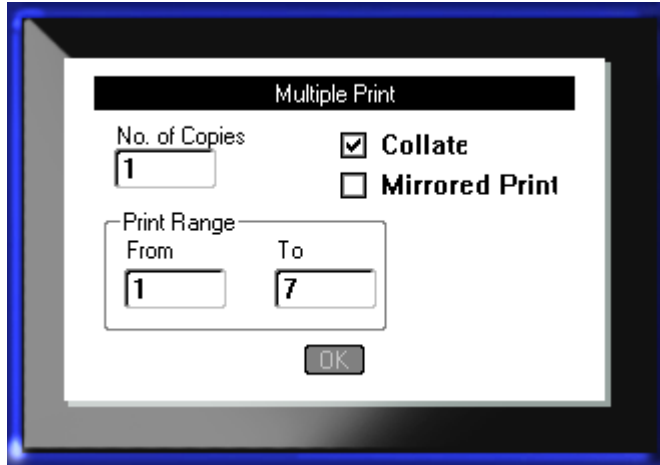 Multiple Print
No. of Copies
1
Collate
Mirrored Print
Print Range
From To
1 7
OK